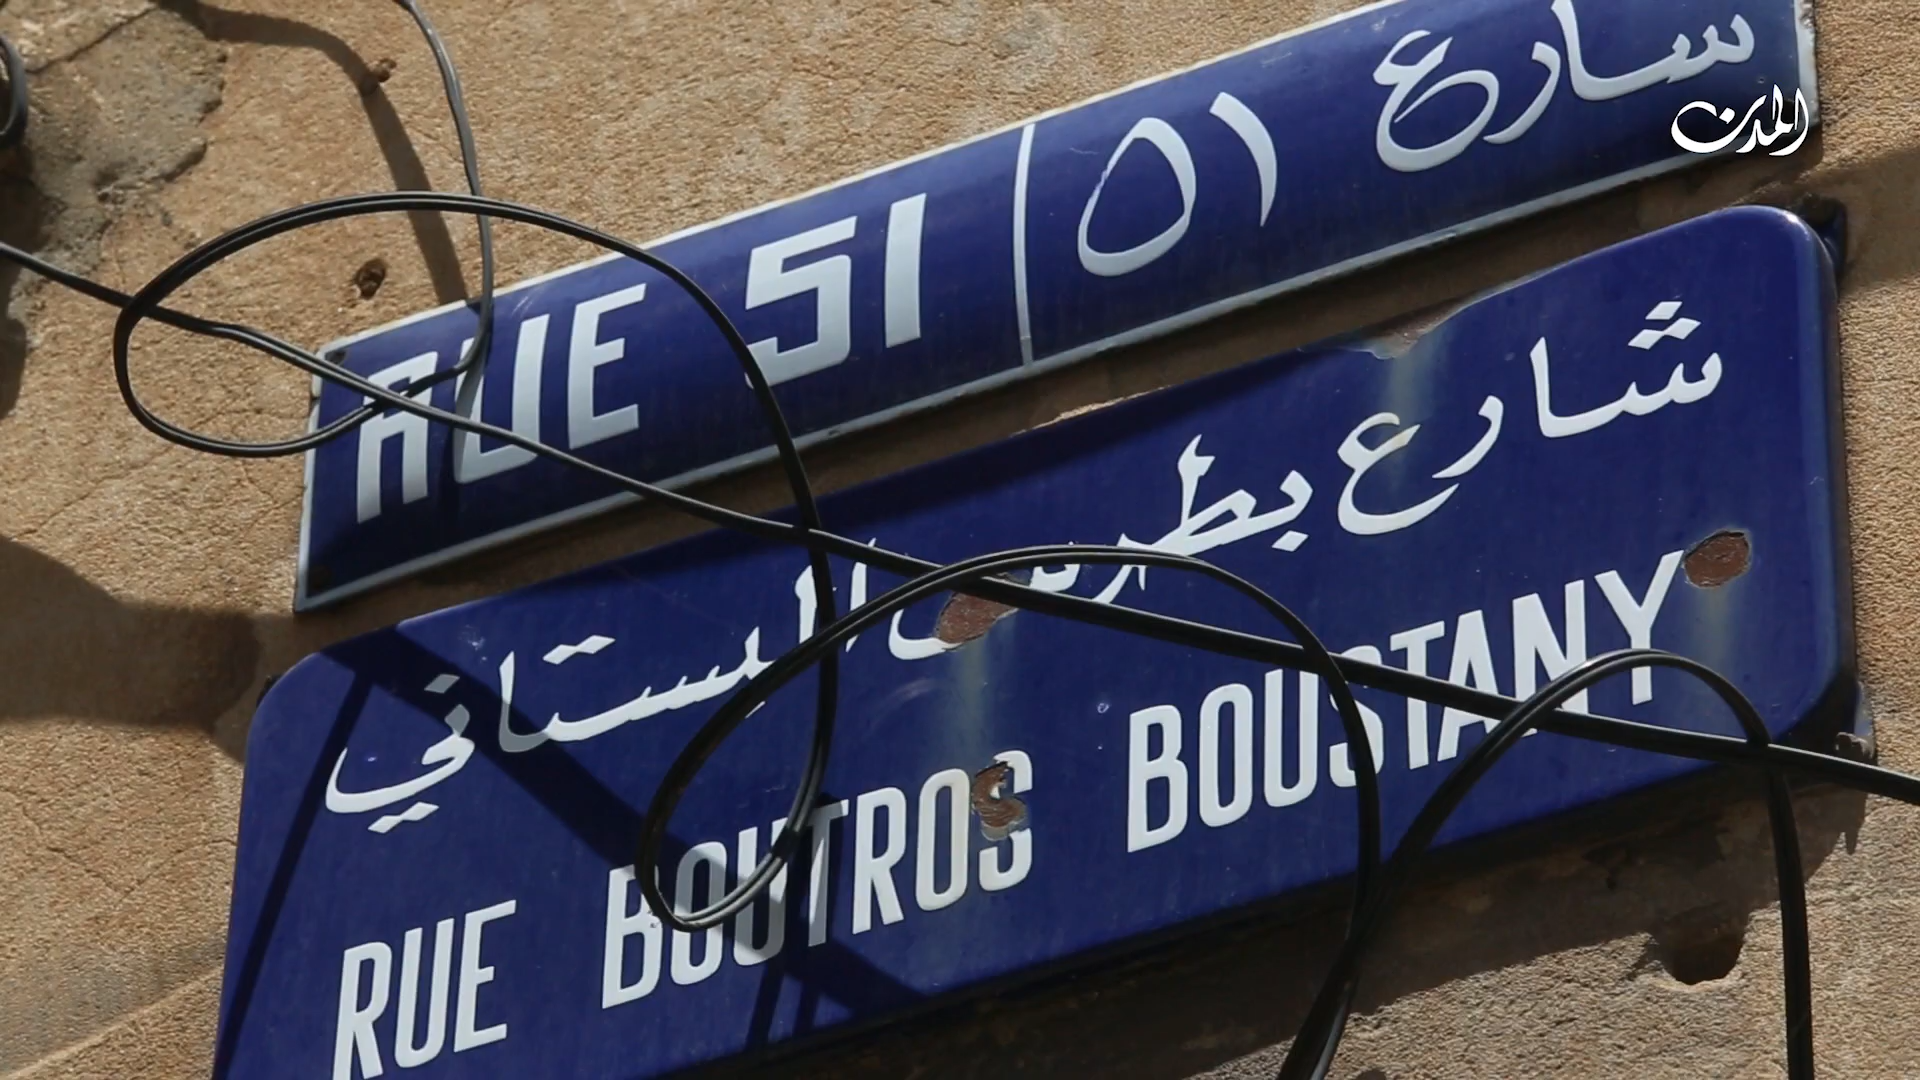 شارع ٥١ | RUE 51
المدن
شارع بطرس البستاني
RUE BOUTROS BOUSTANY